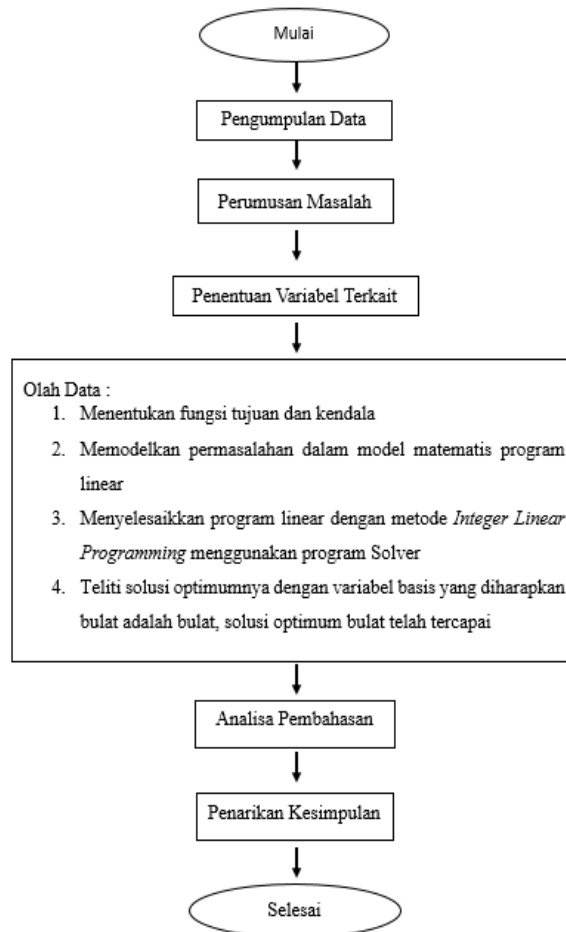 Mulai
Pengumpulan Data
Perumusan Masalah
Penentuan Variabel Terkait
Olah Data :
1. Menentukan fungsi tujuan dan kendala
2. Memodelkan permasalahan dalam model matematis program
linear
3. Menyelesaikkan program linear dengan metode Integer Linear
Programming menggunakan program Solver
4. Teliti solusi optimumnya dengan variabel basis yang diharapkan
bulat adalah bulat, solusi optimum bulat telah tercapai
Analisa Pembahasan
Penarikan Kesimpulan
Selesai